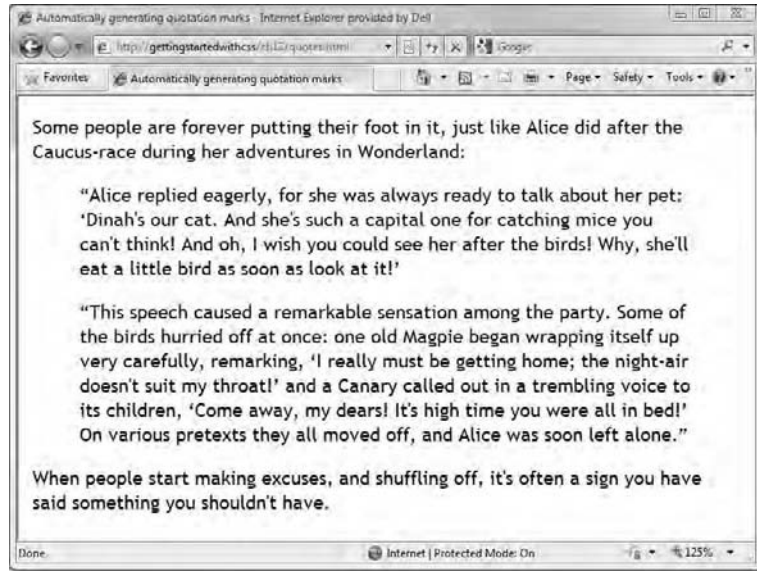 Automatically generating quotation marks - Internet Explorer provided by Dell
http://gettingstartedwithcss/ch12/quotes.html Google
Favorites Automatically generating quotation marks Page Safety Tools
Some people are forever putting their foot in it, just like Alice did after the
Caucus-race during her adventures in Wonderland:
“Alice replied eagerly, for she was always ready to talk about her pet:
‘Dinah's our cat. And she's such a capital one for catching mice you
can't think! And oh, I wish you could see her after the birds! Why, she'll
eat a little bird as soon as look at it!’
“This speech caused a remarkable sensation among the party. Some of
the birds hurried off at once: one old Magpie began wrapping itself up
very carefully, remarking, ‘I really must be getting home; the night-air
doesn't suit my throat!’ and a Canary called out in a trembling voice to
its children, ‘Come away, my dears! It's high time you were all in bed!’
On various pretexts they all moved off, and Alice was soon left alone.”
When people start making excuses, and shuffling off, it's often a sign you have
said something you shouldn't have.
Done Internet | Protected Mode: On 125%